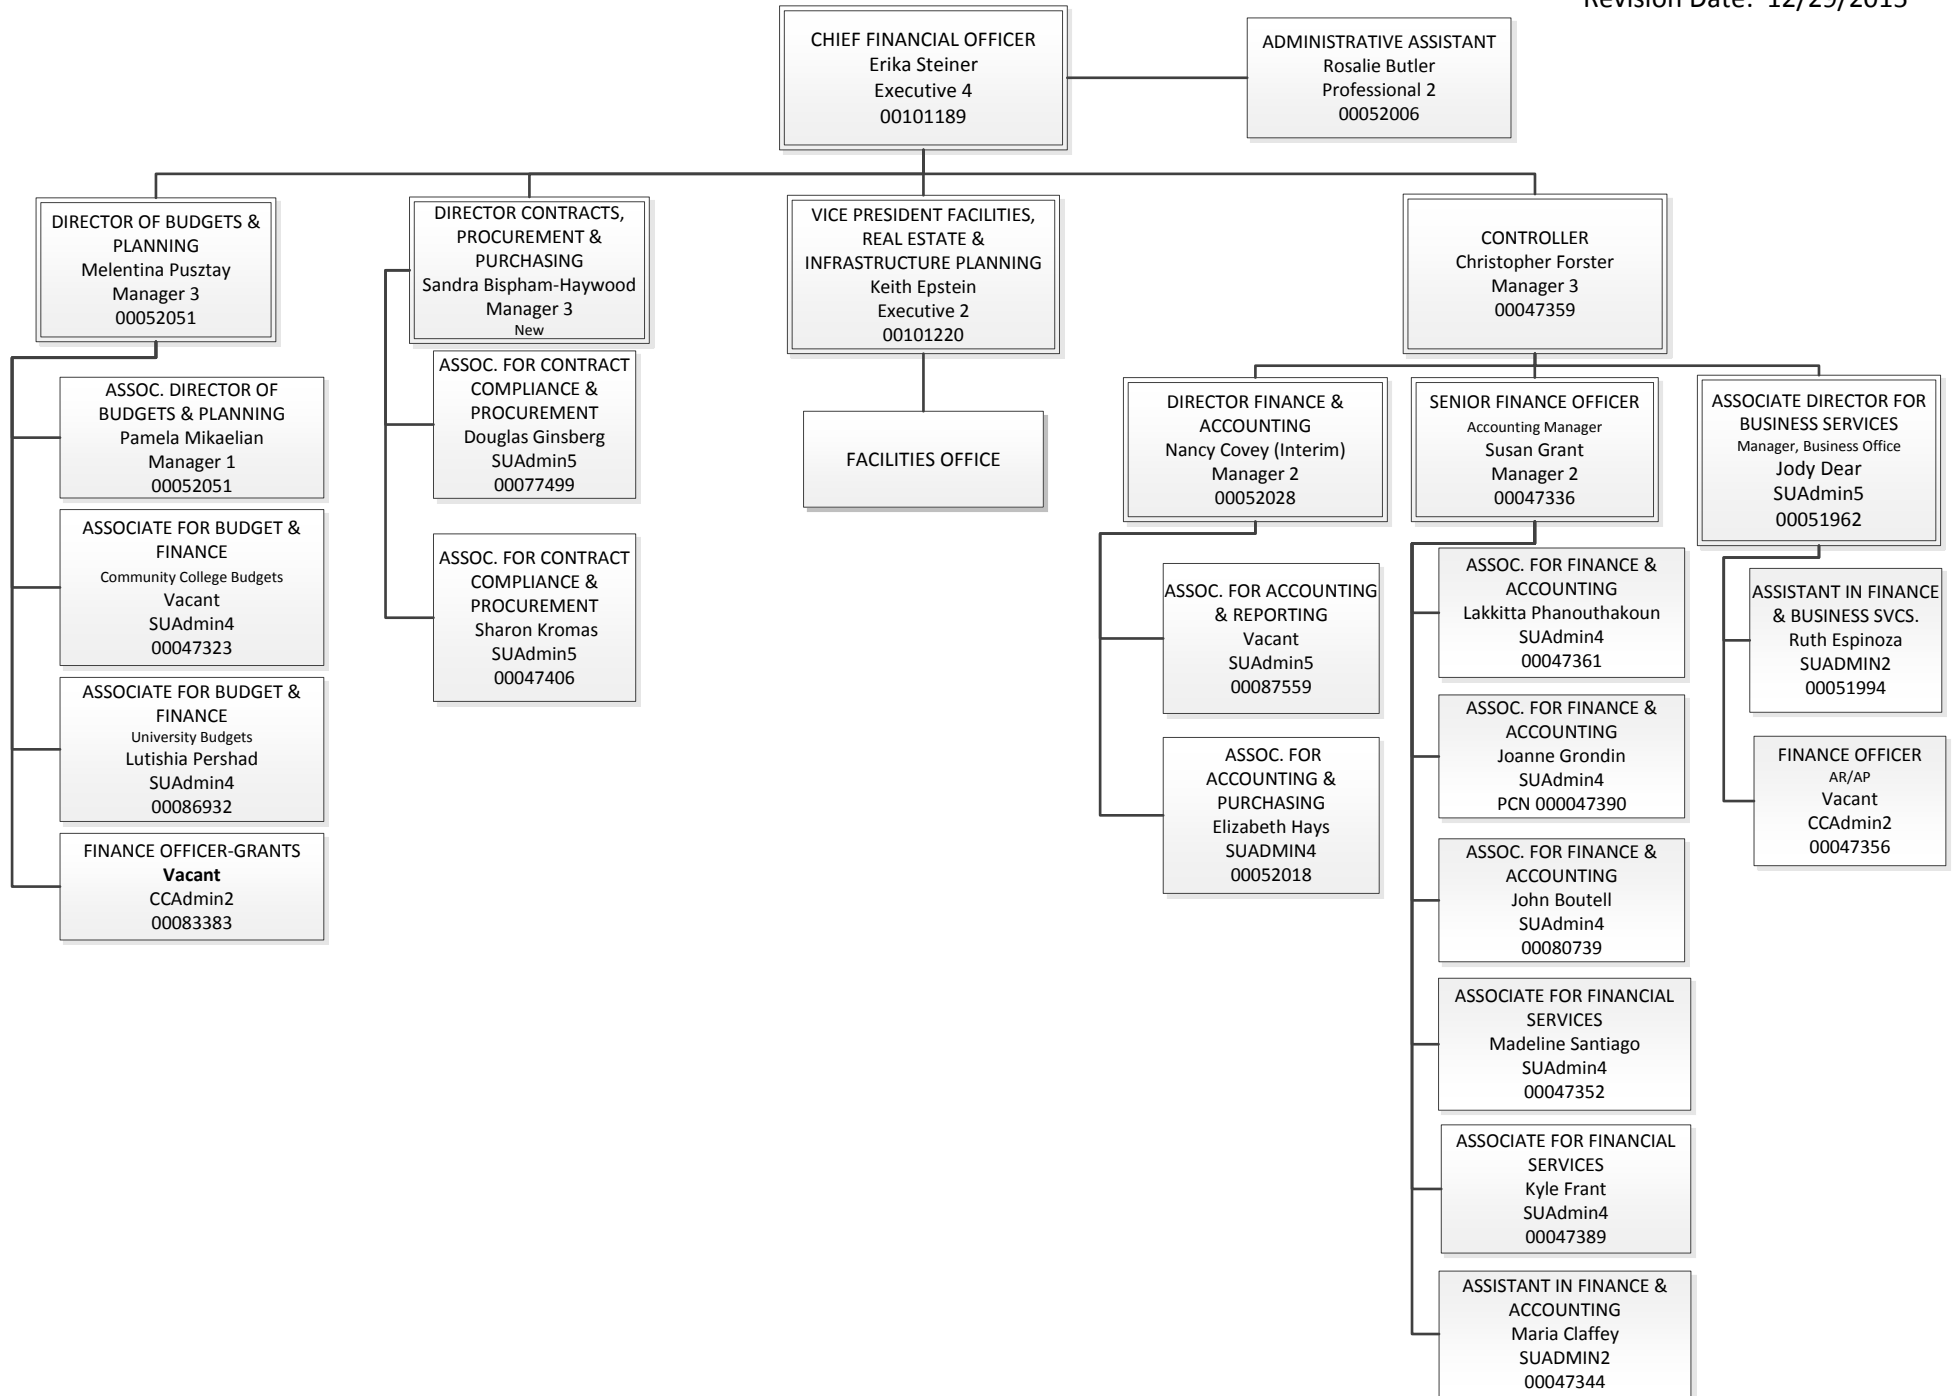 Revision Date: 12/29/2015
CHIEF FINANCIAL OFFICER
Erika Steiner
Executive 4
00101189
ADMINISTRATIVE ASSISTANT
Rosalie Butler
Professional 2
00052006
DIRECTOR OF BUDGETS &
PLANNING
Melentina Pusztay
Manager 3
00052051
DIRECTOR CONTRACTS,
PROCUREMENT &
PURCHASING
Sandra Bispham-Haywood
Manager 3
New
VICE PRESIDENT FACILITIES,
REAL ESTATE &
INFRASTRUCTURE PLANNING
Keith Epstein
Executive 2
00101220
CONTROLLER
Christopher Forster
Manager 3
00047359
ASSOC. DIRECTOR OF
BUDGETS & PLANNING
Pamela Mikaelian
Manager 1
00052051
ASSOCIATE FOR BUDGET &
FINANCE
Community College Budgets
Vacant
SUAdmin4
00047323
ASSOCIATE FOR BUDGET &
FINANCE
University Budgets
Lutishia Pershad
SUAdmin4
00086932
FINANCE OFFICER-GRANTS
Vacant
CCAdmin2
00083383
ASSOC. FOR CONTRACT
COMPLIANCE &
PROCUREMENT
Douglas Ginsberg
SUAdmin5
00077499
ASSOC. FOR CONTRACT
COMPLIANCE &
PROCUREMENT
Sharon Kromas
SUAdmin5
00047406
FACILITIES OFFICE
DIRECTOR FINANCE &
ACCOUNTING
Nancy Covey (Interim)
Manager 2
00052028
ASSOC. FOR ACCOUNTING
& REPORTING
Vacant
SUAdmin5
00087559
ASSOC. FOR
ACCOUNTING &
PURCHASING
Elizabeth Hays
SUADMIN4
00052018
SENIOR FINANCE OFFICER
Accounting Manager
Susan Grant
Manager 2
00047336
ASSOC. FOR FINANCE &
ACCOUNTING
Lakkitta Phanouthakoun
SUAdmin4
00047361
ASSOC. FOR FINANCE &
ACCOUNTING
Joanne Grondin
SUAdmin4
PCN 000047390
ASSOC. FOR FINANCE &
ACCOUNTING
John Boutell
SUAdmin4
00080739
ASSOCIATE FOR FINANCIAL
SERVICES
Madeline Santiago
SUAdmin4
00047352
ASSOCIATE FOR FINANCIAL
SERVICES
Kyle Frant
SUAdmin4
00047389
ASSISTANT IN FINANCE &
ACCOUNTING
Maria Claffey
SUADMIN2
00047344
ASSOCIATE DIRECTOR FOR
BUSINESS SERVICES
Manager, Business Office
Jody Dear
SUAdmin5
00051962
ASSISTANT IN FINANCE
& BUSINESS SVCS.
Ruth Espinoza
SUADMIN2
00051994
FINANCE OFFICER
AR/AP
Vacant
CCAdmin2
00047356